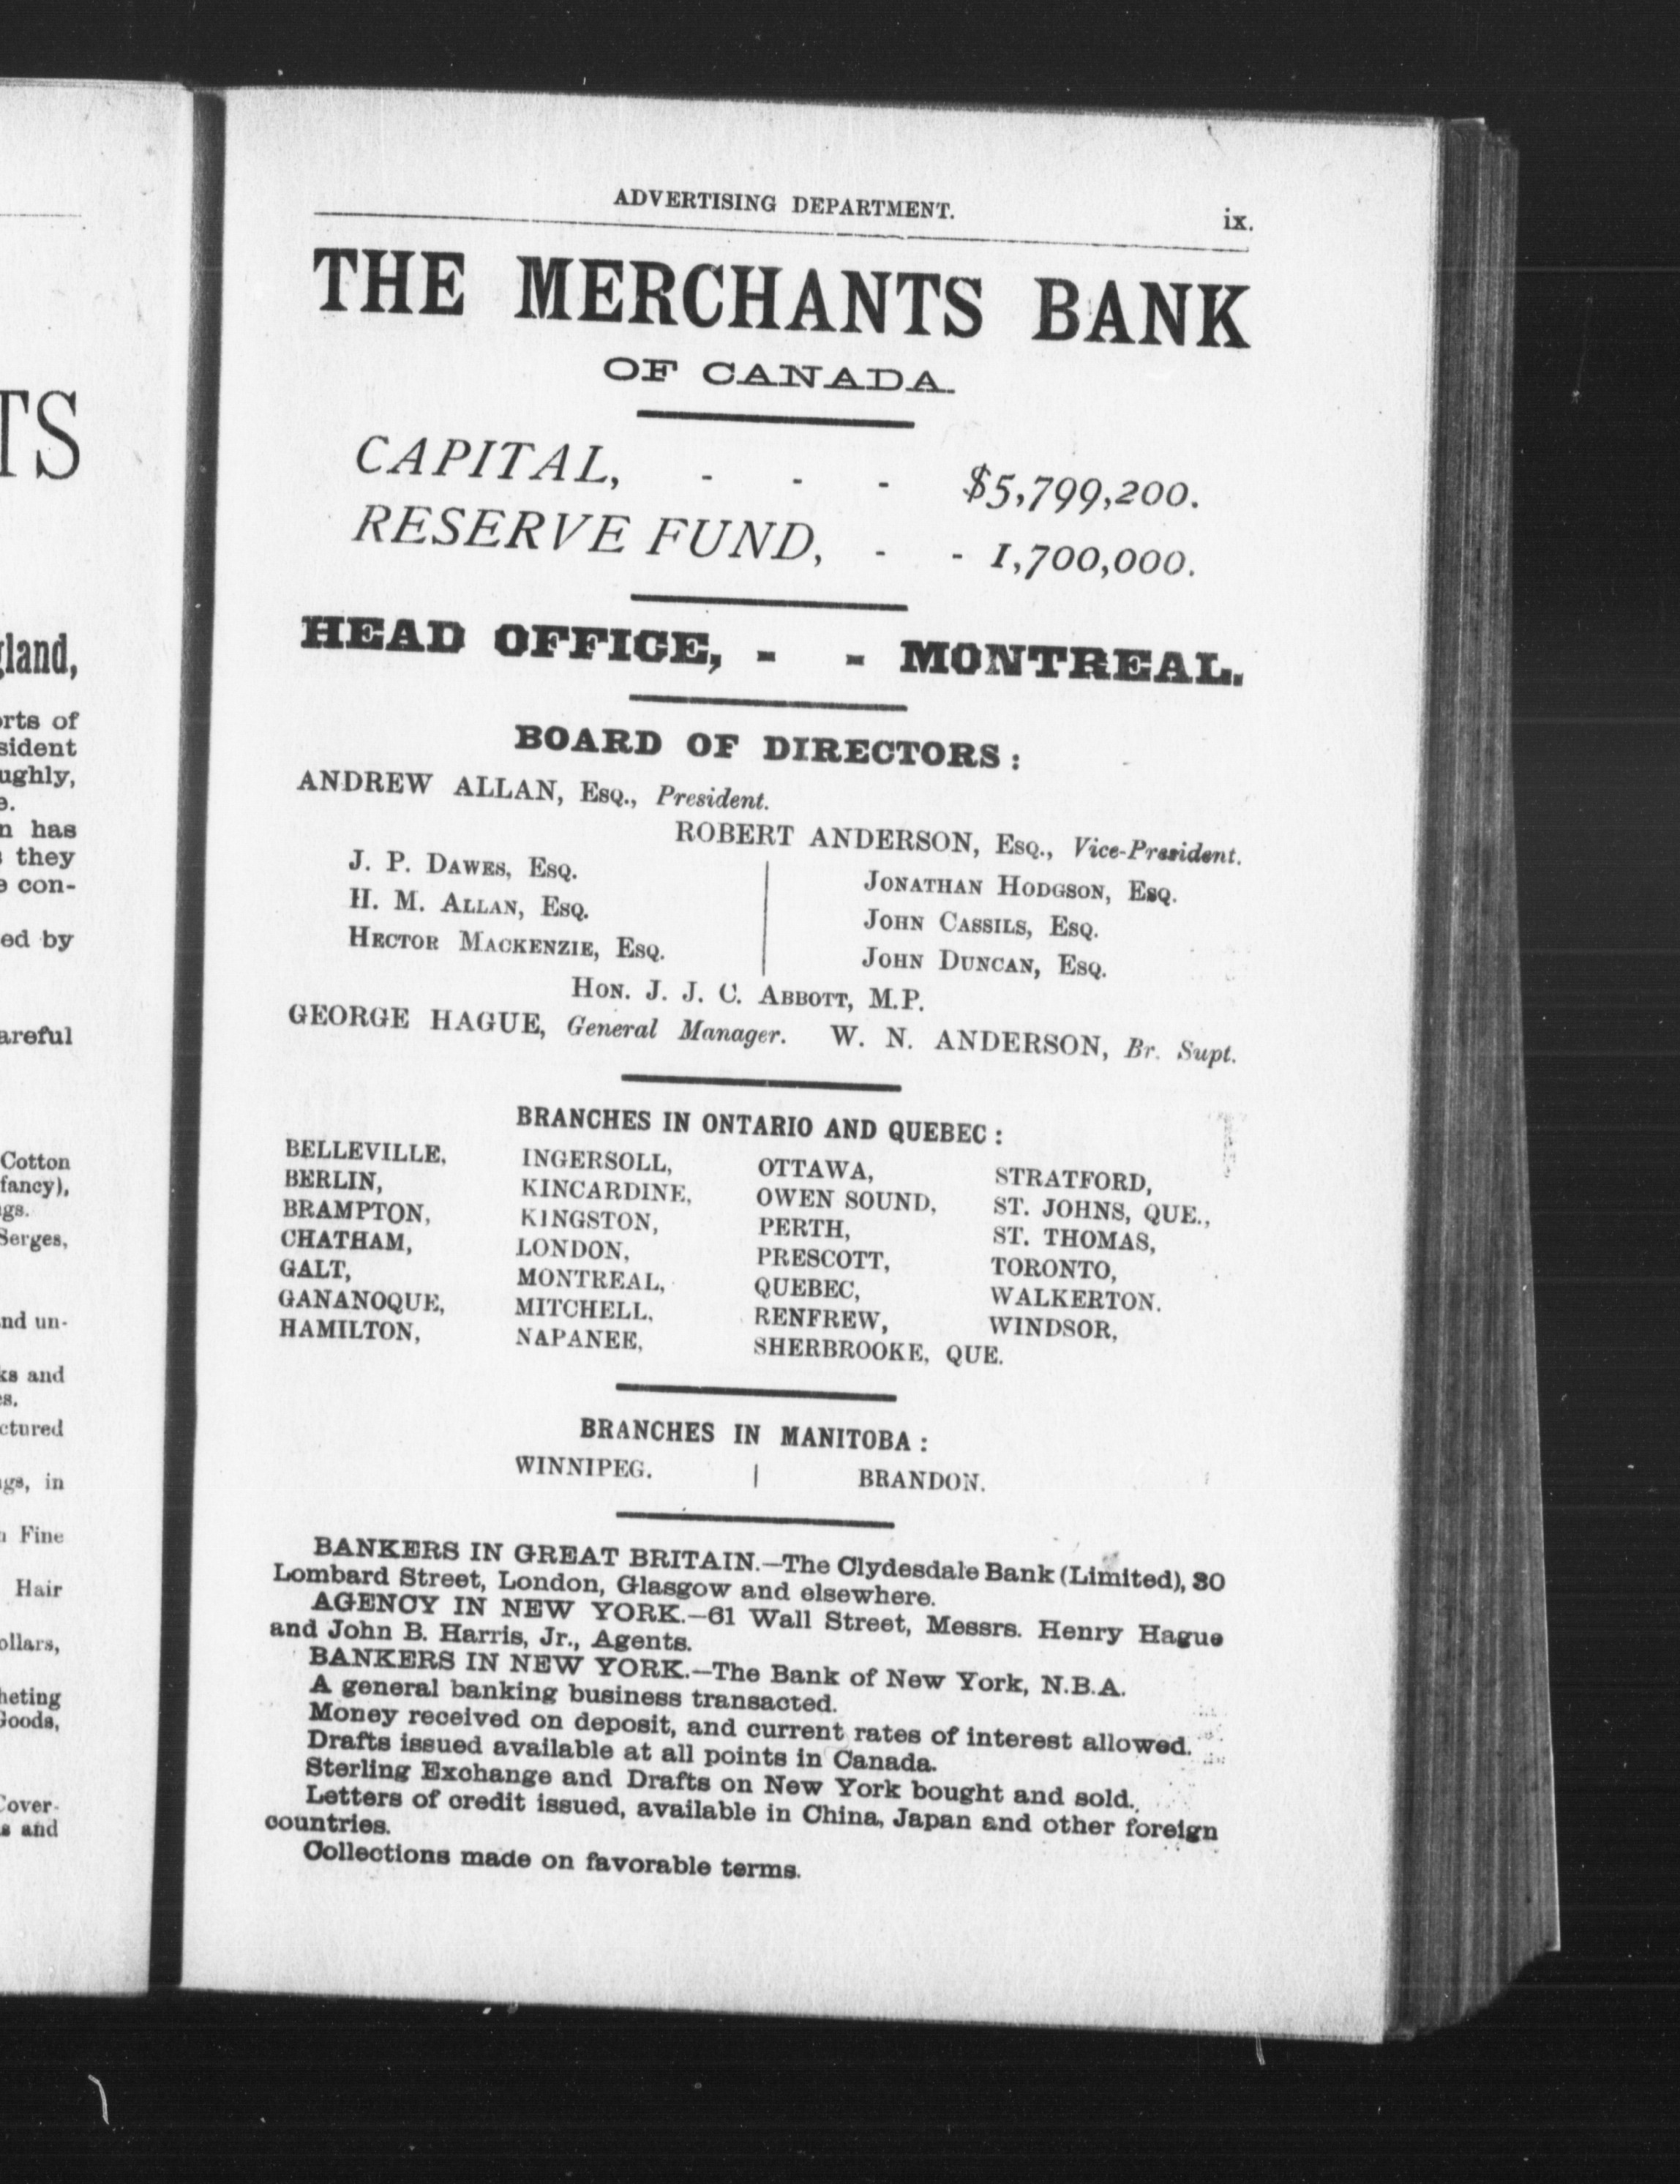 ADVERTISING DEPARTMENT. ix.
THE MERCHANTS BANK
OF CANADA.
CAPITAL, - - - $5,799,200.
RESERVE FUND, - - 1,700,000.
HEAD OFFICE, - - MONTREAL.
BOARD OF DIRECTORS:
ANDREW ALLAN, Esq., President.
ROBERT ANDERSON, Esq., Vice-President.
J. P. Dawes, Esq.
H. M. Allan, Esq.
Hector Mackenzie, Esq.
Jonathan Hodgson, Esq.
John Cassils, Esq.
John Duncan, Esq.
Hon. J. J. C. Abbott, M.P.
GEORGE HAGUE, General Manager. W. N. ANDERSON, Br. Supt.
BRANCHES IN ONTARIO AND QUEBEC:
BELLEVILLE,
BERLIN,
BRAMPTON,
CHATHAM,
GALT,
GANANOQUE,
HAMILTON,
INGERSOLL,
KINCARDINE,
KINGSTON,
LONDON,
MONTREAL,
MITCHELL,
NAPANEE,
OTTAWA,
OWEN SOUND,
PERTH,
PRESCOTT,
QUEBEC,
RENFREW,
SHERBROOKE, QUE.
STRATFORD,
ST. JOHNS, QUE.,
ST. THOMAS,
TORONTO,
WALKERTON.
WINDSOR,
BRANCHES IN MANITOBA:
WINNIPEG. | BRANDON.
BANKERS IN GREAT BRITAIN.—The Clydesdale Bank (Limited), 30
Lombard Street, London, Glasgow and elsewhere.
AGENCY IN NEW YORK.—61 Wall Street, Messrs. Henry Hague
and John B. Harris, Jr., Agents.
BANKERS IN NEW YORK.—The Bank of New York, N.B.A.
A general banking business transacted.
Money received on deposit, and current rates of interest allowed.
Drafts issued available at all points in Canada.
Sterling Exchange and Drafts on New York bought and sold.
Letters of credit issued, available in China, Japan and other foreign
countries.
Collections made on favorable terms.